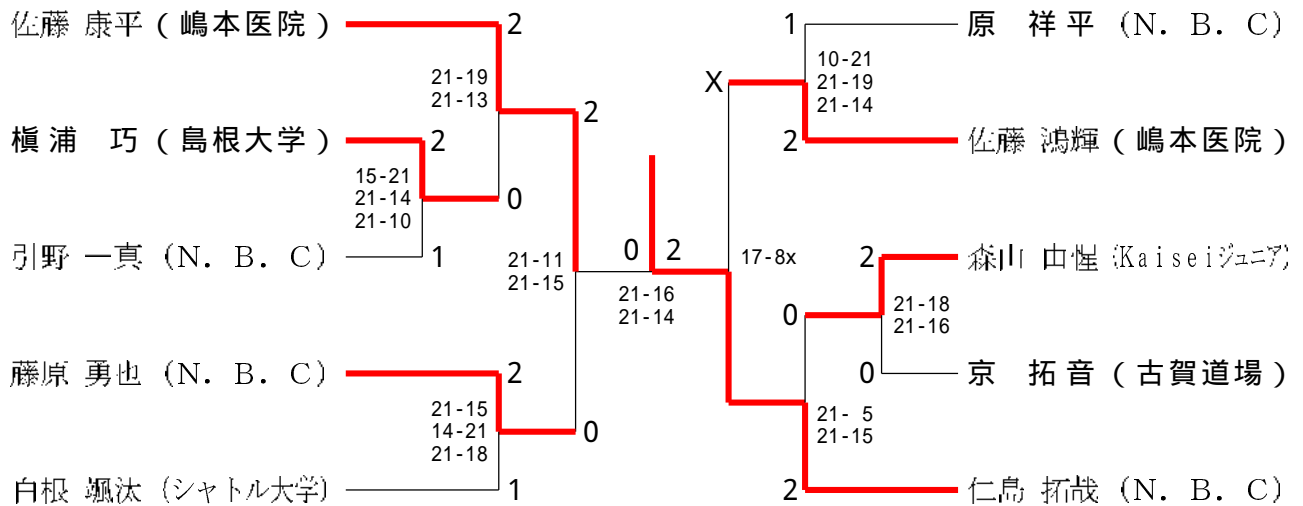 佐藤 康平 (嶋本医院)
2
21-19
21-13
槇浦 巧 (島根大学)
2
15-21
21-14
21-10
0
引野 一真 (N. B. C)
1
2
21-11
21-15
藤原 勇也 (N. B. C)
2
21-15
14-21
21-18
0
白根 颯汰 (シャトル大学)
1
0
2
21-16
21-14
1
原 祥平 (N. B. C)
10-21
21-19
21-14
X
2
佐藤 鴻輝 (嶋本医院)
17-8x
2
森山 由惺 (Kaiseiジュニア)
21-18
21-16
0
0
京 拓音 (古賀道場)
21- 5
21-15
2
仁島 拓哉 (N. B. C)